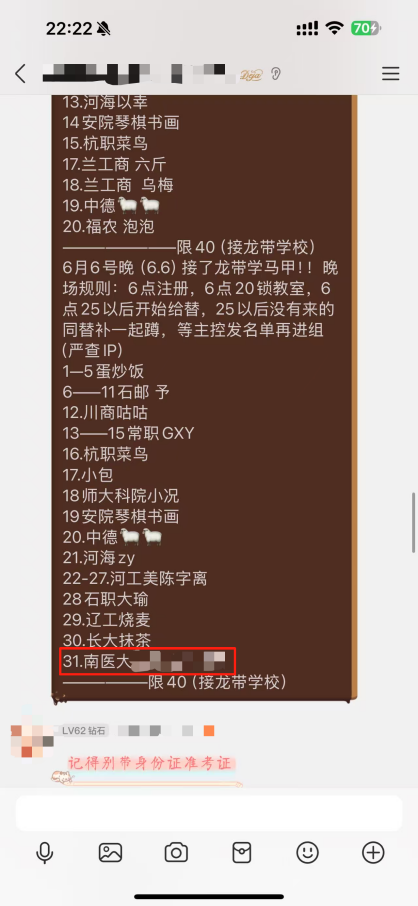 22:22
70
13.河海以幸
14安院琴棋书画
15.杭职菜鸟
17.兰工商 六斤
18.兰工商 乌梅
19.中德🐑🐑
20.福农 泡泡
————————限40 (接龙带学校)
6月6号晚 (6.6) 接了龙带学马甲!! 晚
场规则：6点注册，6点20锁教室，6
点25以后开始给替，25以后没有来的
同替补一起蹲，等主控发名单再进组
(严查IP)
1—5蛋炒饭
6——11石邮 予
12.川商咕咕
13——15常职GXY
16.杭职菜鸟
17.小包
18师大科院小况
19安院琴棋书画
20.中德🐑🐑
21.河海zy
22-27.河工美陈字离
28石职大瑜
29.辽工烧麦
30.长大抹茶
31.南医大
——————限40 (接龙带学校)
LV62 钻石
记得别带身份证准考证